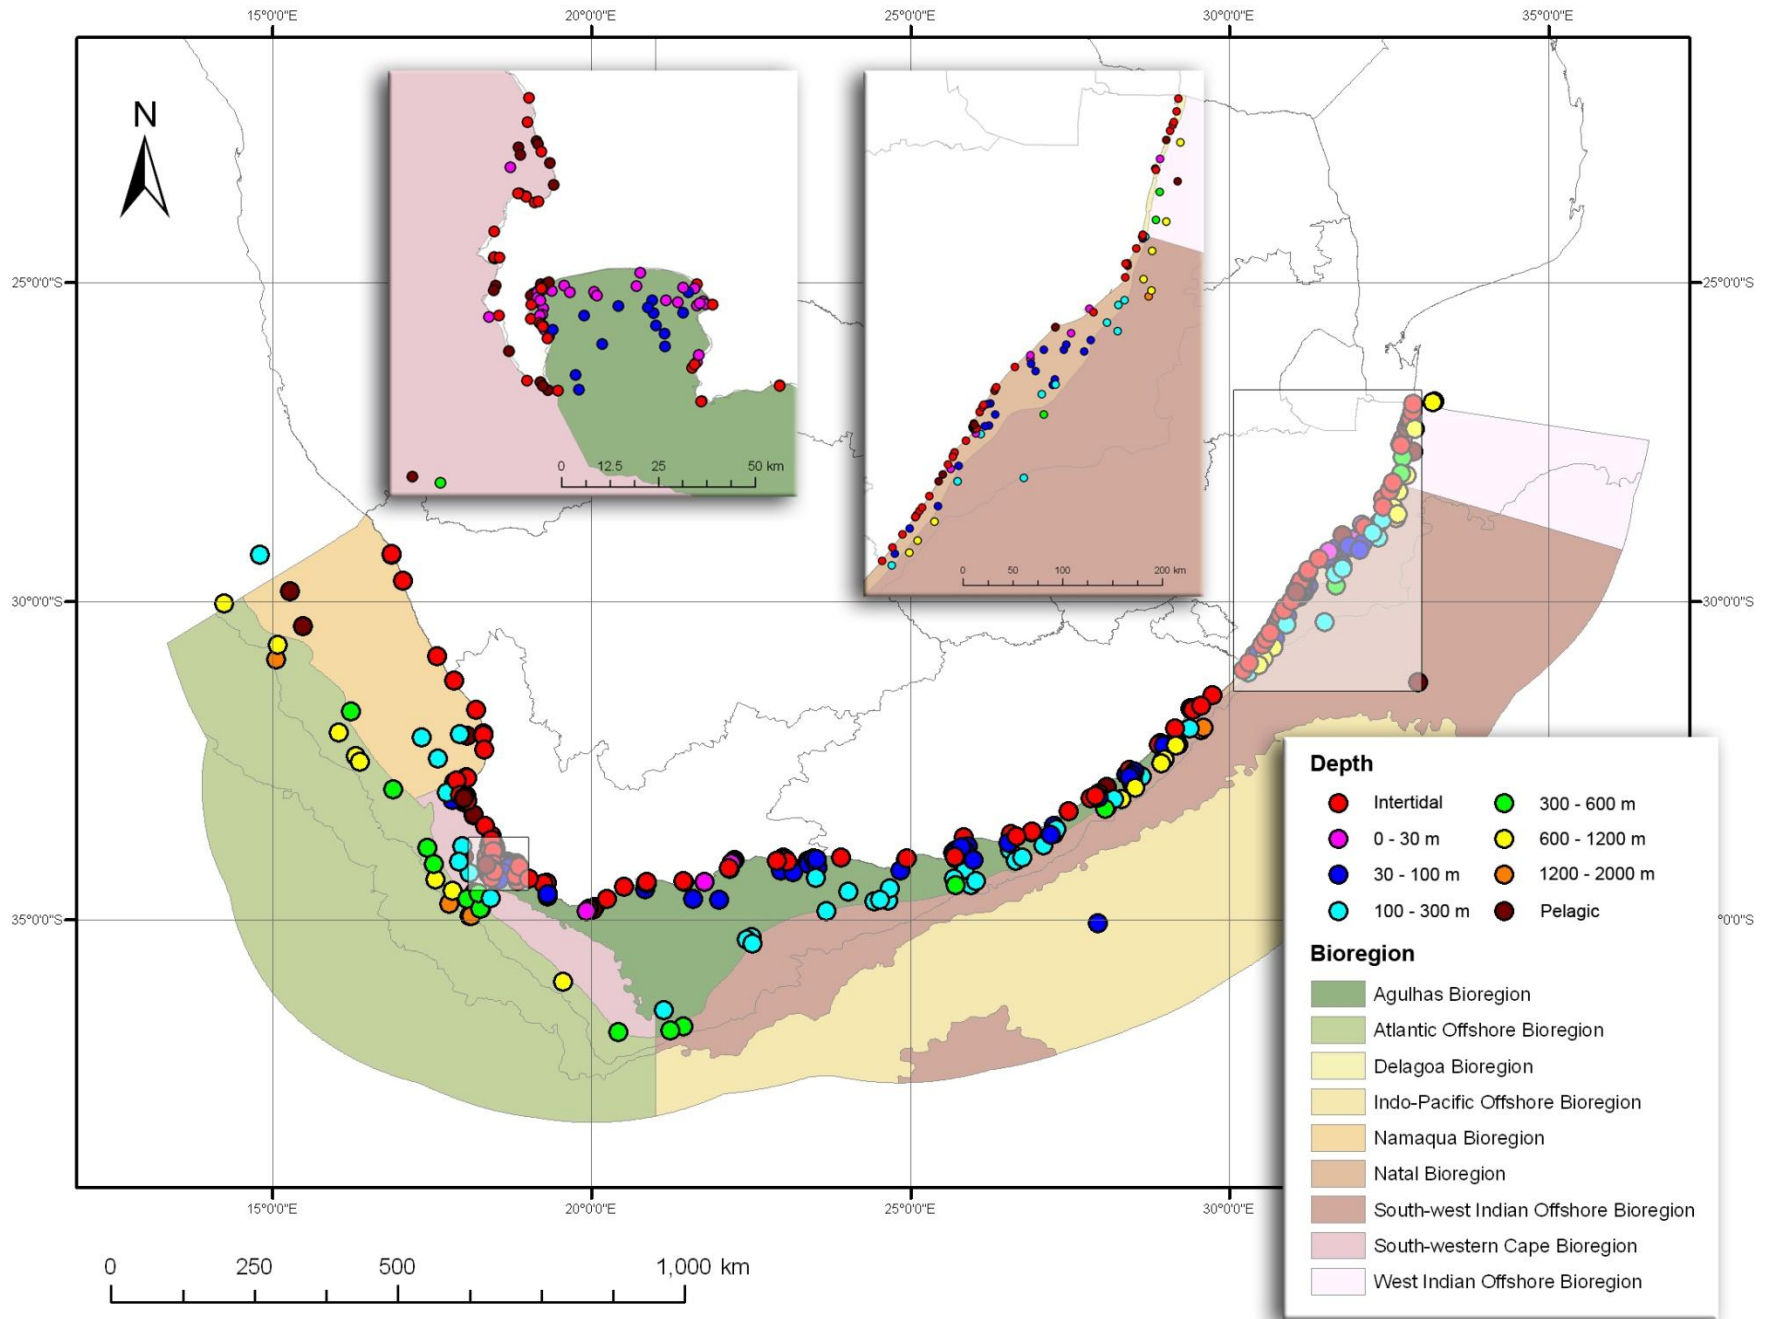 15°0'0"E 20°0'0"E 25°0'0"E 30°0'0"E 35°0'0"E
N
25°0'0"S 25°0'0"S
0 12.5 25 50 km
0 50 100 200 km
30°0'0"S 30°0'0"S
35°0'0"S 0'0"S
Depth
Intertidal
0 - 30 m
30 - 100 m
100 - 300 m
300 - 600 m
600 - 1200 m
1200 - 2000 m
Pelagic
Bioregion
Agulhas Bioregion
Atlantic Offshore Bioregion
Delagoa Bioregion
Indo-Pacific Offshore Bioregion
Namaqua Bioregion
Natal Bioregion
South-west Indian Offshore Bioregion
South-western Cape Bioregion
West Indian Offshore Bioregion
15°0'0"E 20°0'0"E 25°0'0"E 30°0'0"E
0 250 500 1,000 km